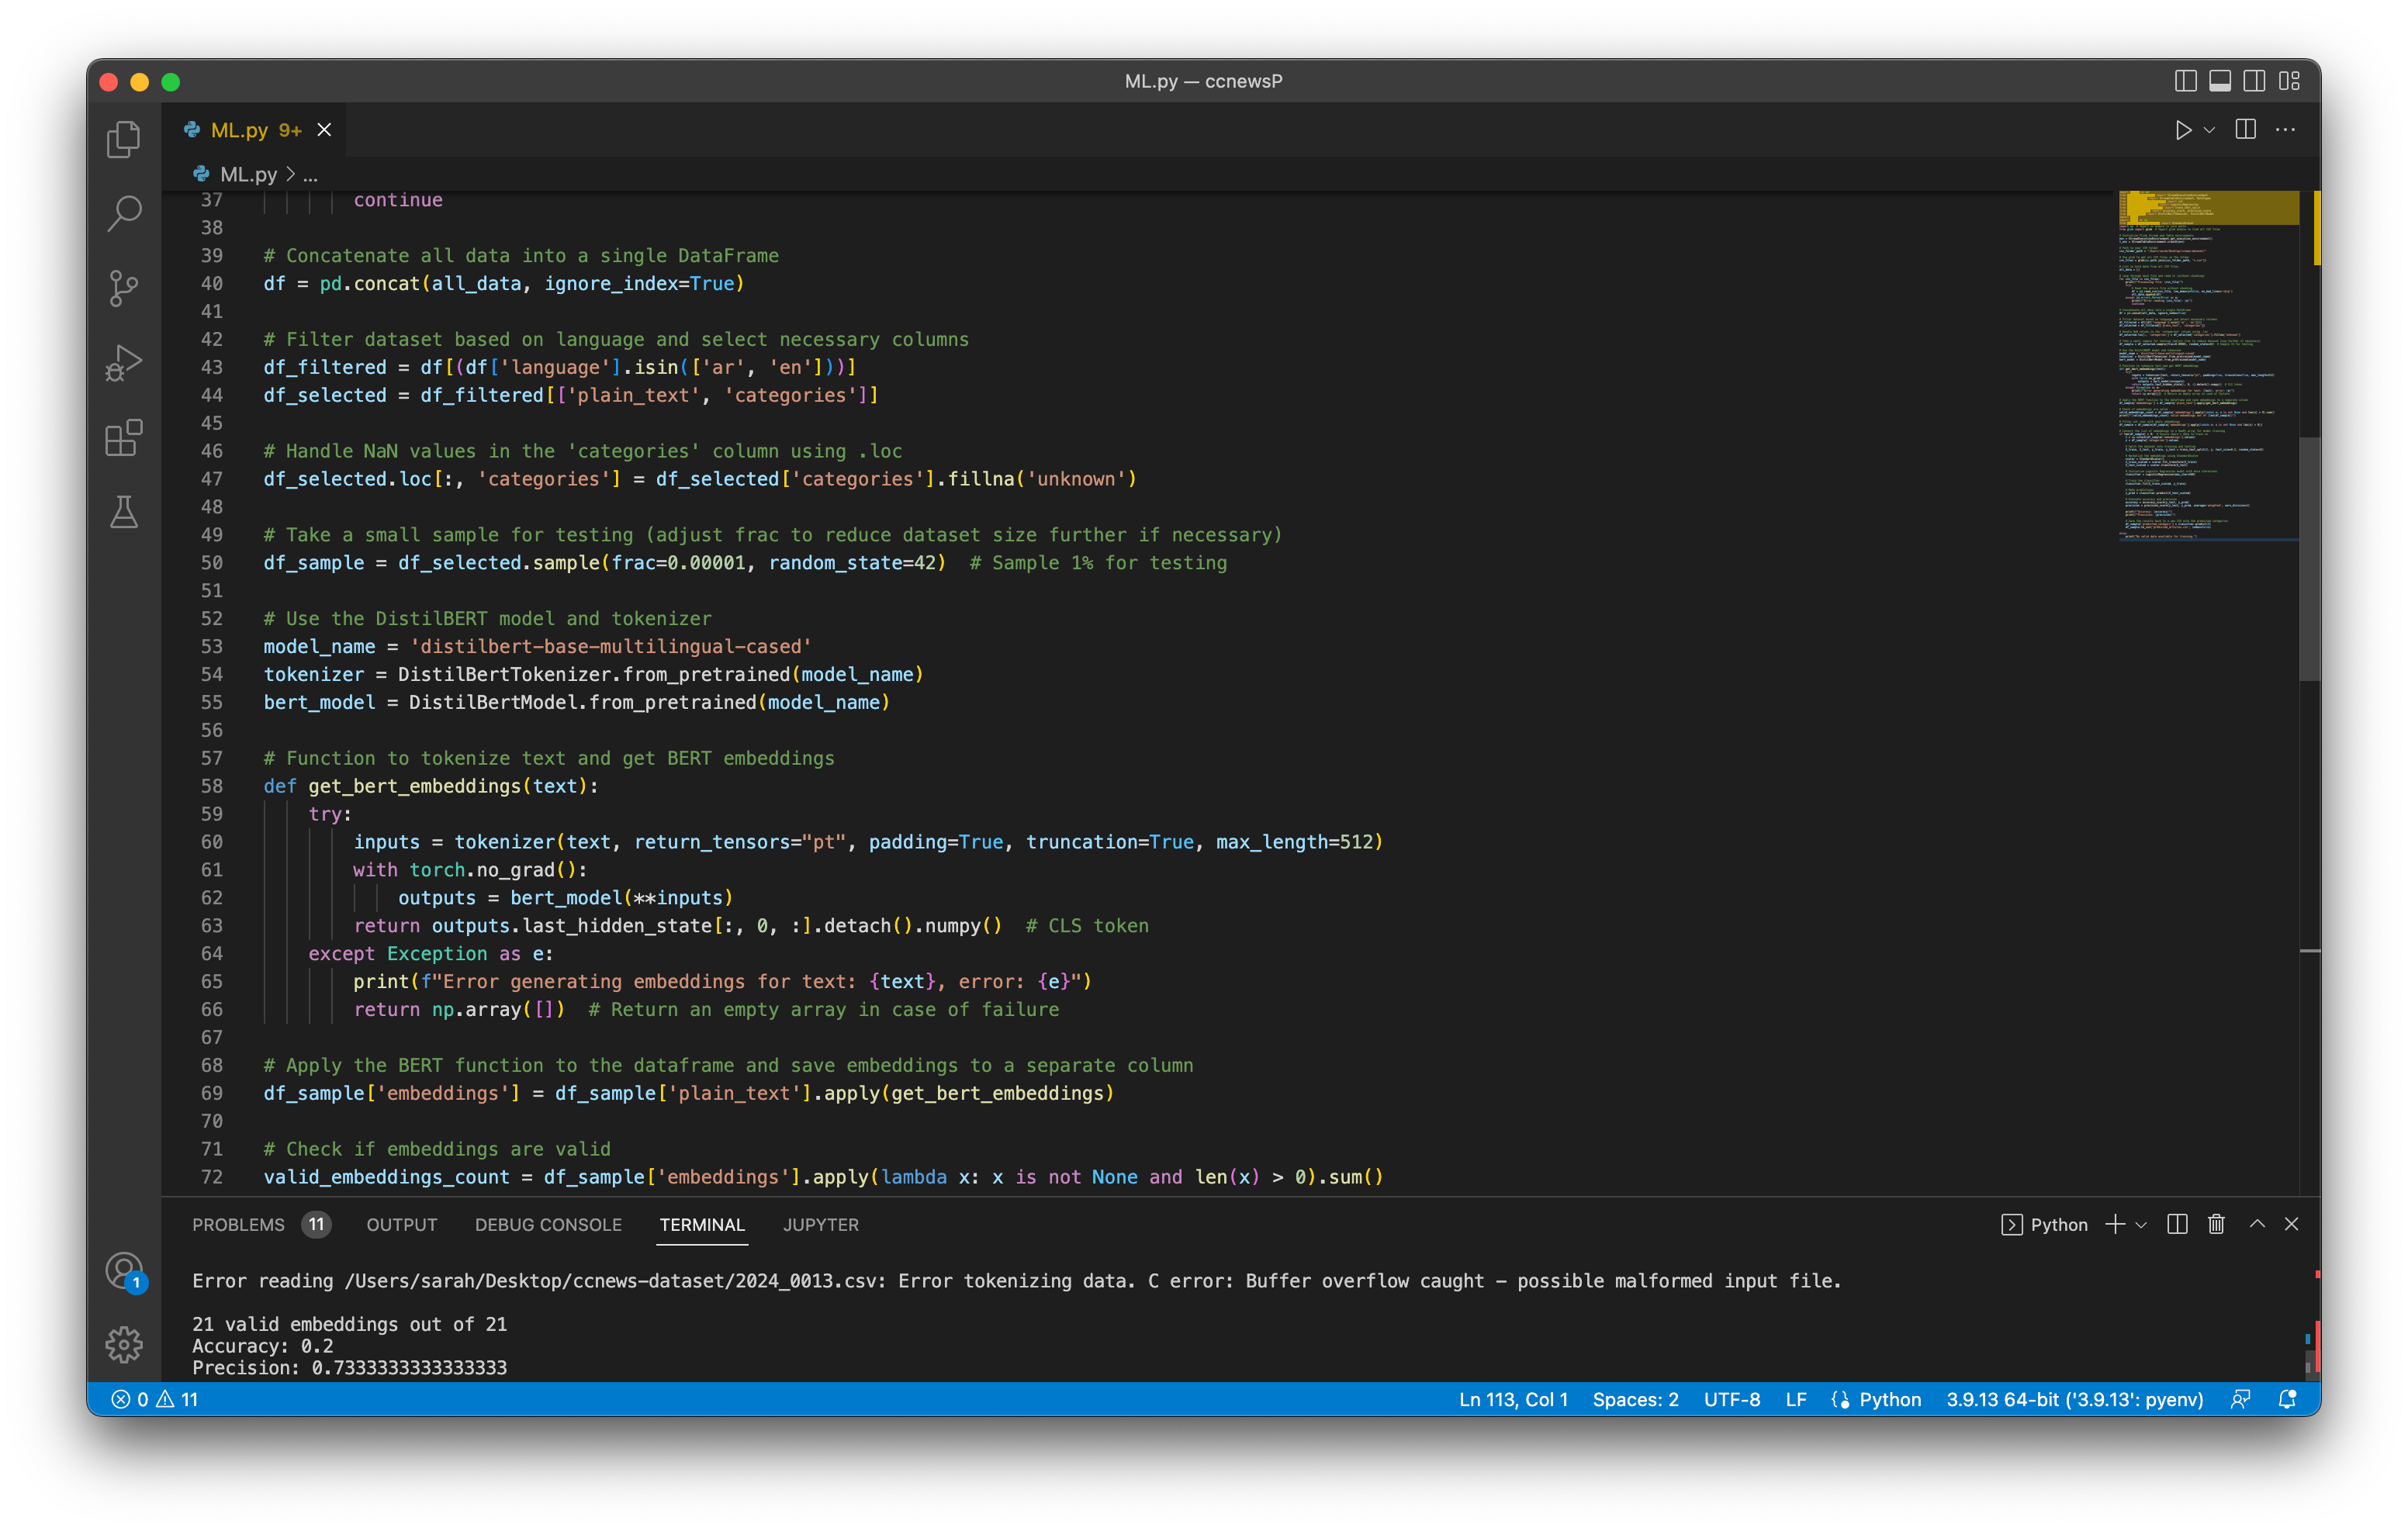 ML.py — ccnewsP
ML.py 9+
ML.py > ...
37 continue
38
39 # Concatenate all data into a single DataFrame
40 df = pd.concat(all_data, ignore_index=True)
41
42 # Filter dataset based on language and select necessary columns
43 df_filtered = df[(df['language'].isin(['ar', 'en']))]
44 df_selected = df_filtered[['plain_text', 'categories']]
45
46 # Handle NaN values in the 'categories' column using .loc
47 df_selected.loc[:, 'categories'] = df_selected['categories'].fillna('unknown')
48
49 # Take a small sample for testing (adjust frac to reduce dataset size further if necessary)
50 df_sample = df_selected.sample(frac=0.00001, random_state=42)  # Sample 1% for testing
51
52 # Use the DistilBERT model and tokenizer
53 model_name = 'distilbert-base-multilingual-cased'
54 tokenizer = DistilBertTokenizer.from_pretrained(model_name)
55 bert_model = DistilBertModel.from_pretrained(model_name)
56
57 # Function to tokenize text and get BERT embeddings
58 def get_bert_embeddings(text):
59 try:
60 inputs = tokenizer(text, return_tensors="pt", padding=True, truncation=True, max_length=512)
61 with torch.no_grad():
62 outputs = bert_model(**inputs)
63 return outputs.last_hidden_state[:, 0, :].detach().numpy()  # CLS token
64 except Exception as e:
65 print(f"Error generating embeddings for text: {text}, error: {e}")
66 return np.array([])  # Return an empty array in case of failure
67
68 # Apply the BERT function to the dataframe and save embeddings to a separate column
69 df_sample['embeddings'] = df_sample['plain_text'].apply(get_bert_embeddings)
70
71 # Check if embeddings are valid
72 valid_embeddings_count = df_sample['embeddings'].apply(lambda x: x is not None and len(x) > 0).sum()
PROBLEMS 11 OUTPUT DEBUG CONSOLE TERMINAL JUPYTER Python
Error reading /Users/sarah/Desktop/ccnews-dataset/2024_0013.csv: Error tokenizing data. C error: Buffer overflow caught - possible malformed input file.
21 valid embeddings out of 21
Accuracy: 0.2
Precision: 0.7333333333333333
1
0 11 Ln 113, Col 1 Spaces: 2 UTF-8 LF {} Python 3.9.13 64-bit ('3.9.13': pyenv)